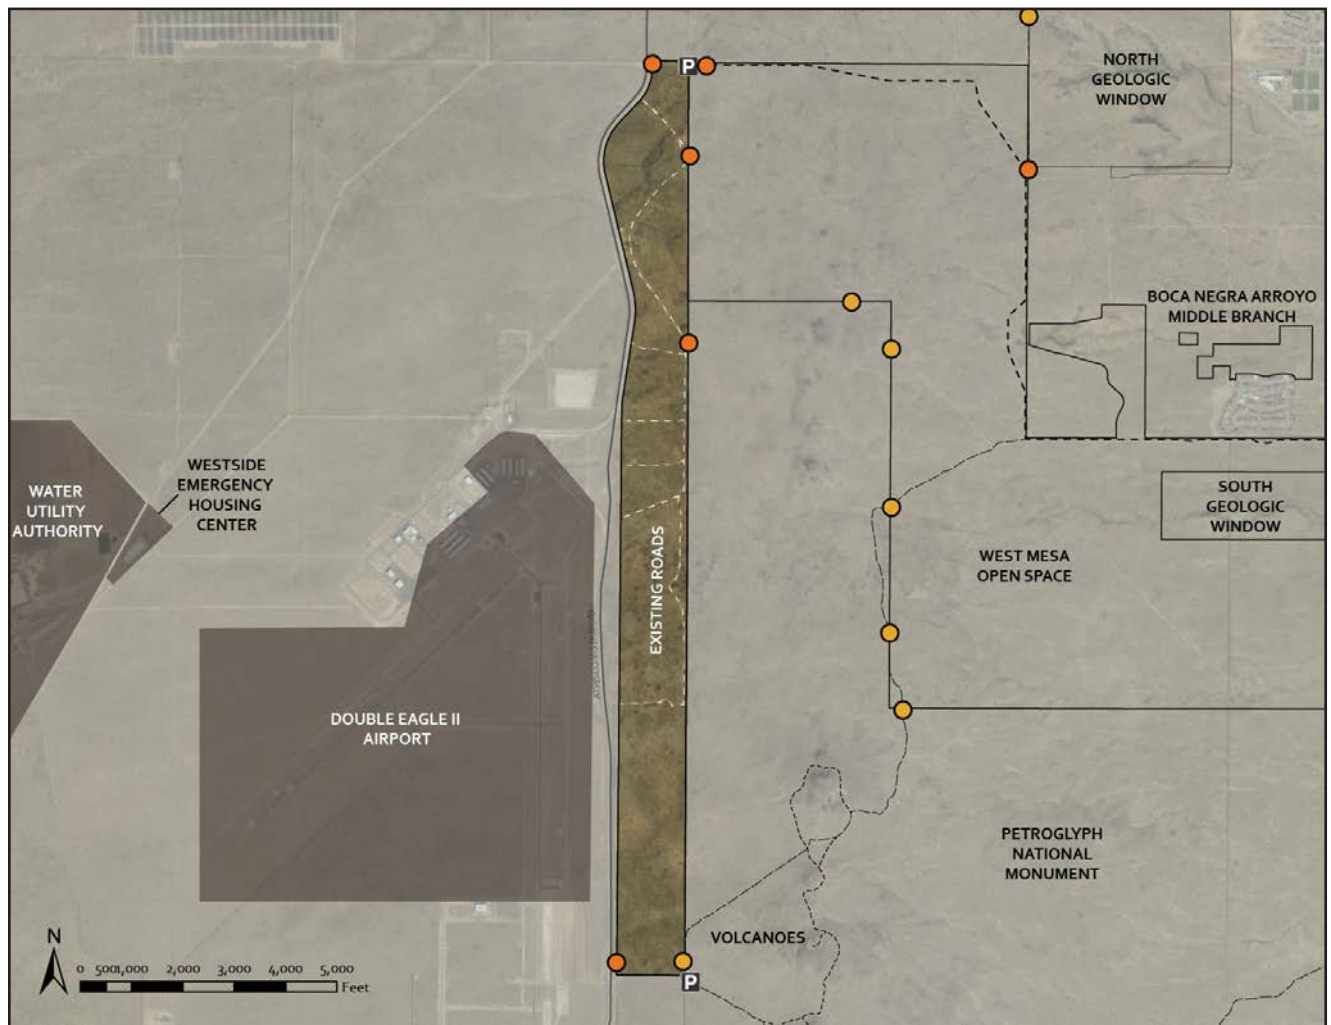 P
NORTH
GEOLOGIC
WINDOW
BOCA NEGRA ARROYO
MIDDLE BRANCH
WESTSIDE
EMERGENCY
HOUSING
CENTER
WATER
UTILITY
AUTHORITY
SOUTH
GEOLOGIC
WINDOW
WEST MESA
OPEN SPACE
EXISTING ROADS
DOUBLE EAGLE II
AIRPORT
PETROGLYPH
NATIONAL
MONUMENT
VOLCANOES
N
0 5001,000 2,000 3,000 4,000 5,000
Feet
P